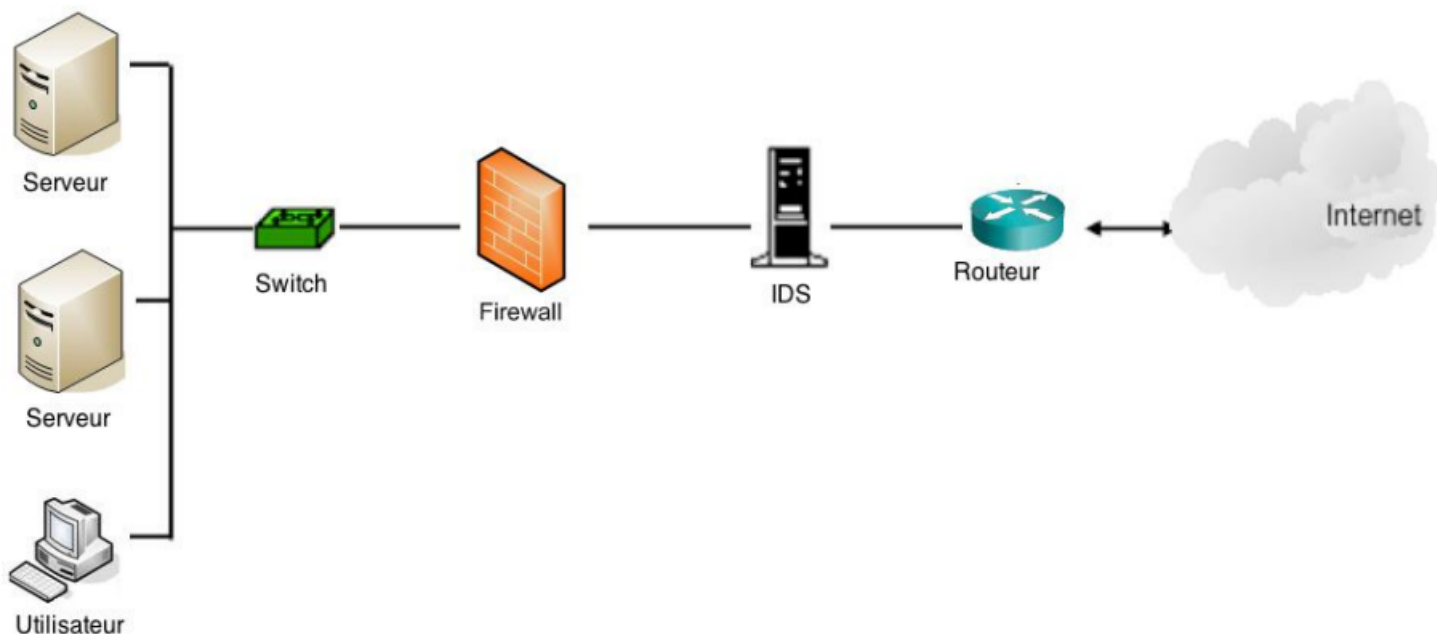 Serveur
Switch
Firewall
IDS
Routeur
Internet
Serveur
Utilisateur